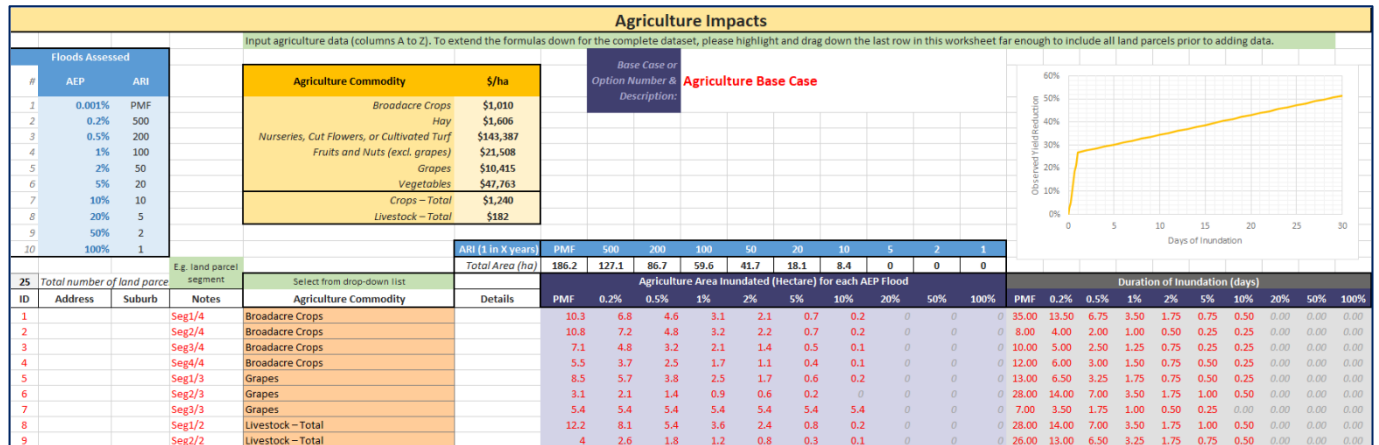 Agriculture Impacts
Input agriculture data (columns A to Z). To extend the formulas down for the complete dataset, please highlight and drag down the last row in this worksheet far enough to include all land parcels prior to adding data.
Floods Assessed
# AEP ARI
1 0.001% PMF
2 0.2% 500
3 0.5% 200
4 1% 100
5 2% 50
6 5% 20
7 10% 10
8 20% 5
9 50% 2
10 100% 1
Agriculture Commodity $/ha
Broadacre Crops $1,010
Hay $1,606
Nurseries, Cut Flowers, or Cultivated Turf $143,387
Fruits and Nuts (excl. grapes) $21,508
Grapes $10,415
Vegetables $47,763
Crops – Total $1,240
Livestock – Total $182
Base Case or
Option Number &
Description:
Agriculture Base Case
60%
50%
40%
30%
20%
10%
0%
Observed Yield Reduction
0 5 10 15 20 25 30
Days of Inundation
ARI (1 in X years) PMF 500 200 100 50 20 10 5 2 1
Total Area (ha) 186.2 127.1 86.7 59.6 41.7 18.1 8.4 0 0 0
25 Total number of land parce
E.g. land parcel
segment
Select from drop-down list
Agriculture Area Inundated (Hectare) for each AEP Flood
Duration of Inundation (days)
ID Address Suburb Notes Agriculture Commodity Details PMF 0.2% 0.5% 1% 2% 5% 10% 20% 50% 100% PMF 0.2% 0.5% 1% 2% 5% 10% 20% 50% 100%
1 Seg1/4 Broadacre Crops 10.3 6.8 4.6 3.1 2.1 0.7 0.2 0 0 0 35.00 13.50 6.75 3.50 1.75 0.75 0.50 0.00 0.00 0.00
2 Seg2/4 Broadacre Crops 10.8 7.2 4.8 3.2 2.2 0.7 0.2 0 0 0 8.00 4.00 2.00 1.00 0.50 0.25 0.25 0.00 0.00 0.00
3 Seg3/4 Broadacre Crops 7.1 4.8 3.2 2.1 1.4 0.5 0.1 0 0 0 10.00 5.00 2.50 1.25 0.75 0.25 0.25 0.00 0.00 0.00
4 Seg4/4 Broadacre Crops 5.5 3.7 2.5 1.7 1.1 0.4 0.1 0 0 0 12.00 6.00 3.00 1.50 0.75 0.50 0.25 0.00 0.00 0.00
5 Seg1/3 Grapes 8.5 5.7 3.8 2.5 1.7 0.6 0.2 0 0 0 13.00 6.50 3.25 1.75 0.75 0.50 0.25 0.00 0.00 0.00
6 Seg2/3 Grapes 3.1 2.1 1.4 0.9 0.6 0.2 0 0 0 0 28.00 14.00 7.00 3.50 1.75 1.00 0.50 0.00 0.00 0.00
7 Seg3/3 Grapes 5.4 5.4 5.4 5.4 5.4 5.4 5.4 0 0 0 7.00 3.50 1.75 1.00 0.50 0.25 0.00 0.00 0.00 0.00
8 Seg1/2 Livestock – Total 12.2 8.1 5.4 3.6 2.4 0.8 0.2 0 0 0 28.00 14.00 7.00 3.50 1.75 1.00 0.50 0.00 0.00 0.00
9 Seg2/2 Livestock – Total 4 2.6 1.8 1.2 0.8 0.3 0.1 0 0 0 26.00 13.00 6.50 3.25 1.75 0.75 0.50 0.00 0.00 0.00